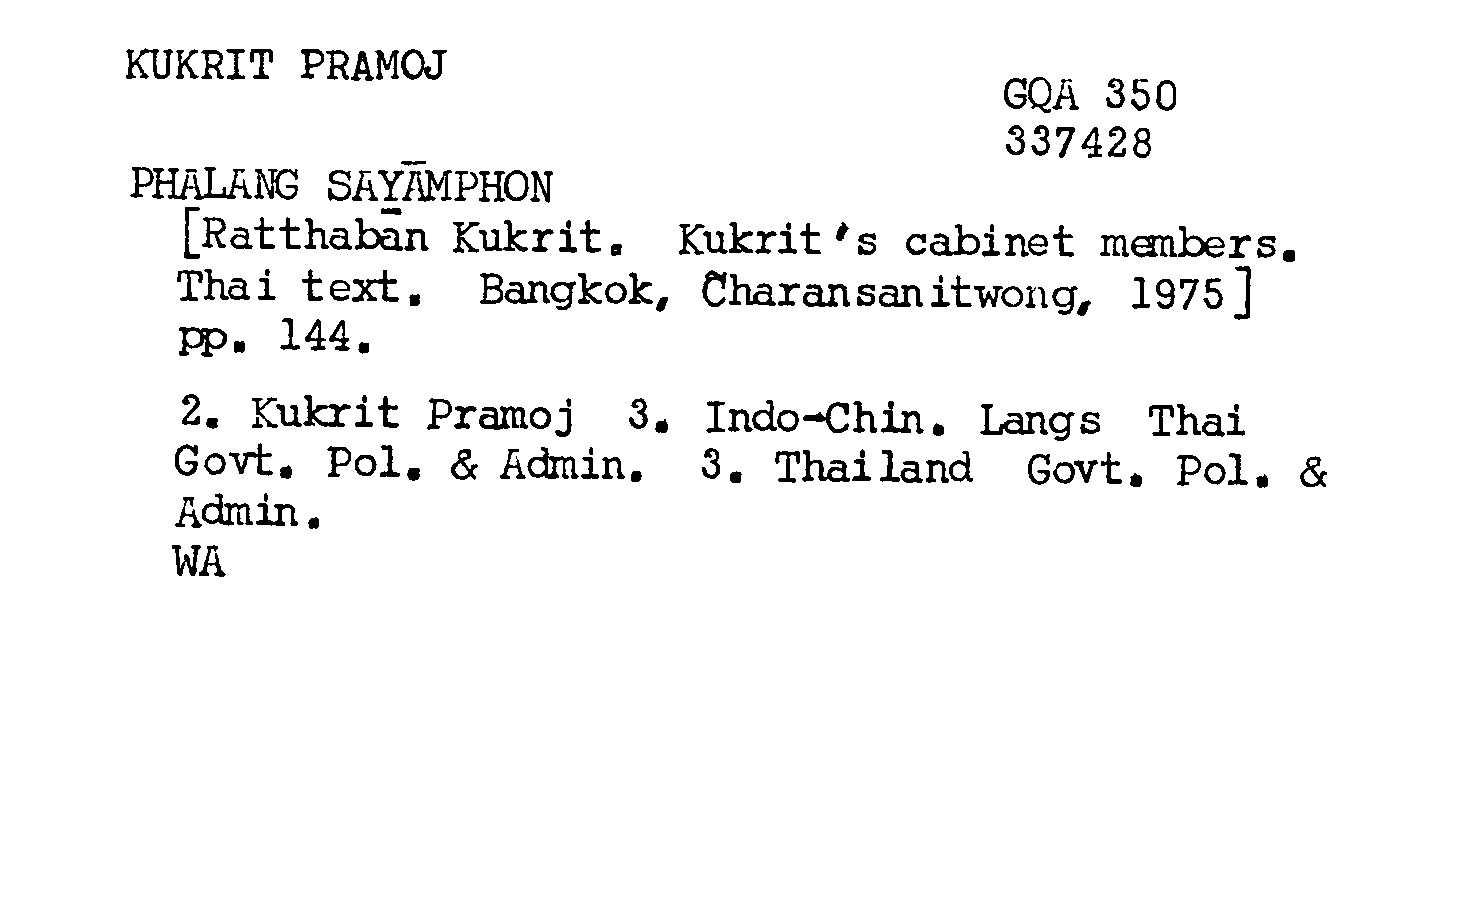 KUKRIT PRAMOJ
GQA 350
337428
PHALANG SAYĀMPHON
[Ratthabān Kukrit. Kukrit's cabinet members.
Thai text. Bangkok, Čharansanitwong, 1975]
pp. 144.
2. Kukrit Pramoj 3. Indo-Chin. Langs Thai
Govt. Pol. & Admin. 3. Thailand Govt. Pol. &
Admin.
WA